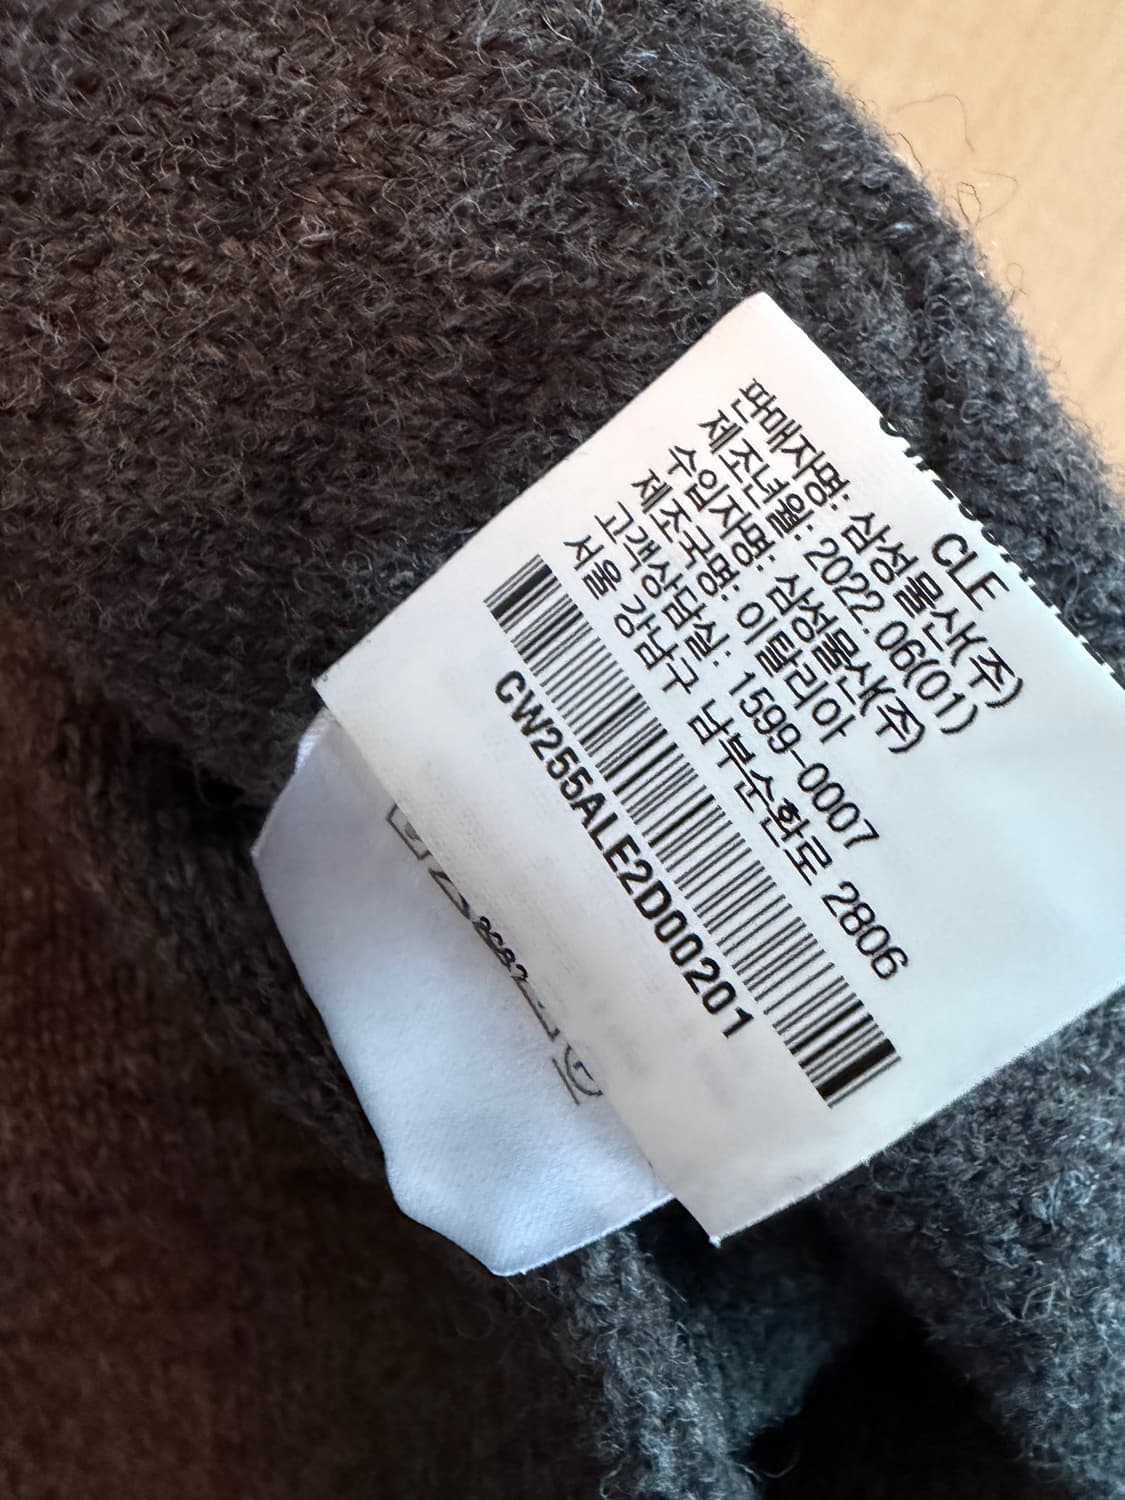 CLE
판매자명: 삼성물산(주)
제조년월: 2022.06(01)
수입자명: 삼성물산(주)
제조국명: 이탈리아
고객상담실: 1599-0007
서울 강남구 남부순환로 2806
CW255ALE2D00201